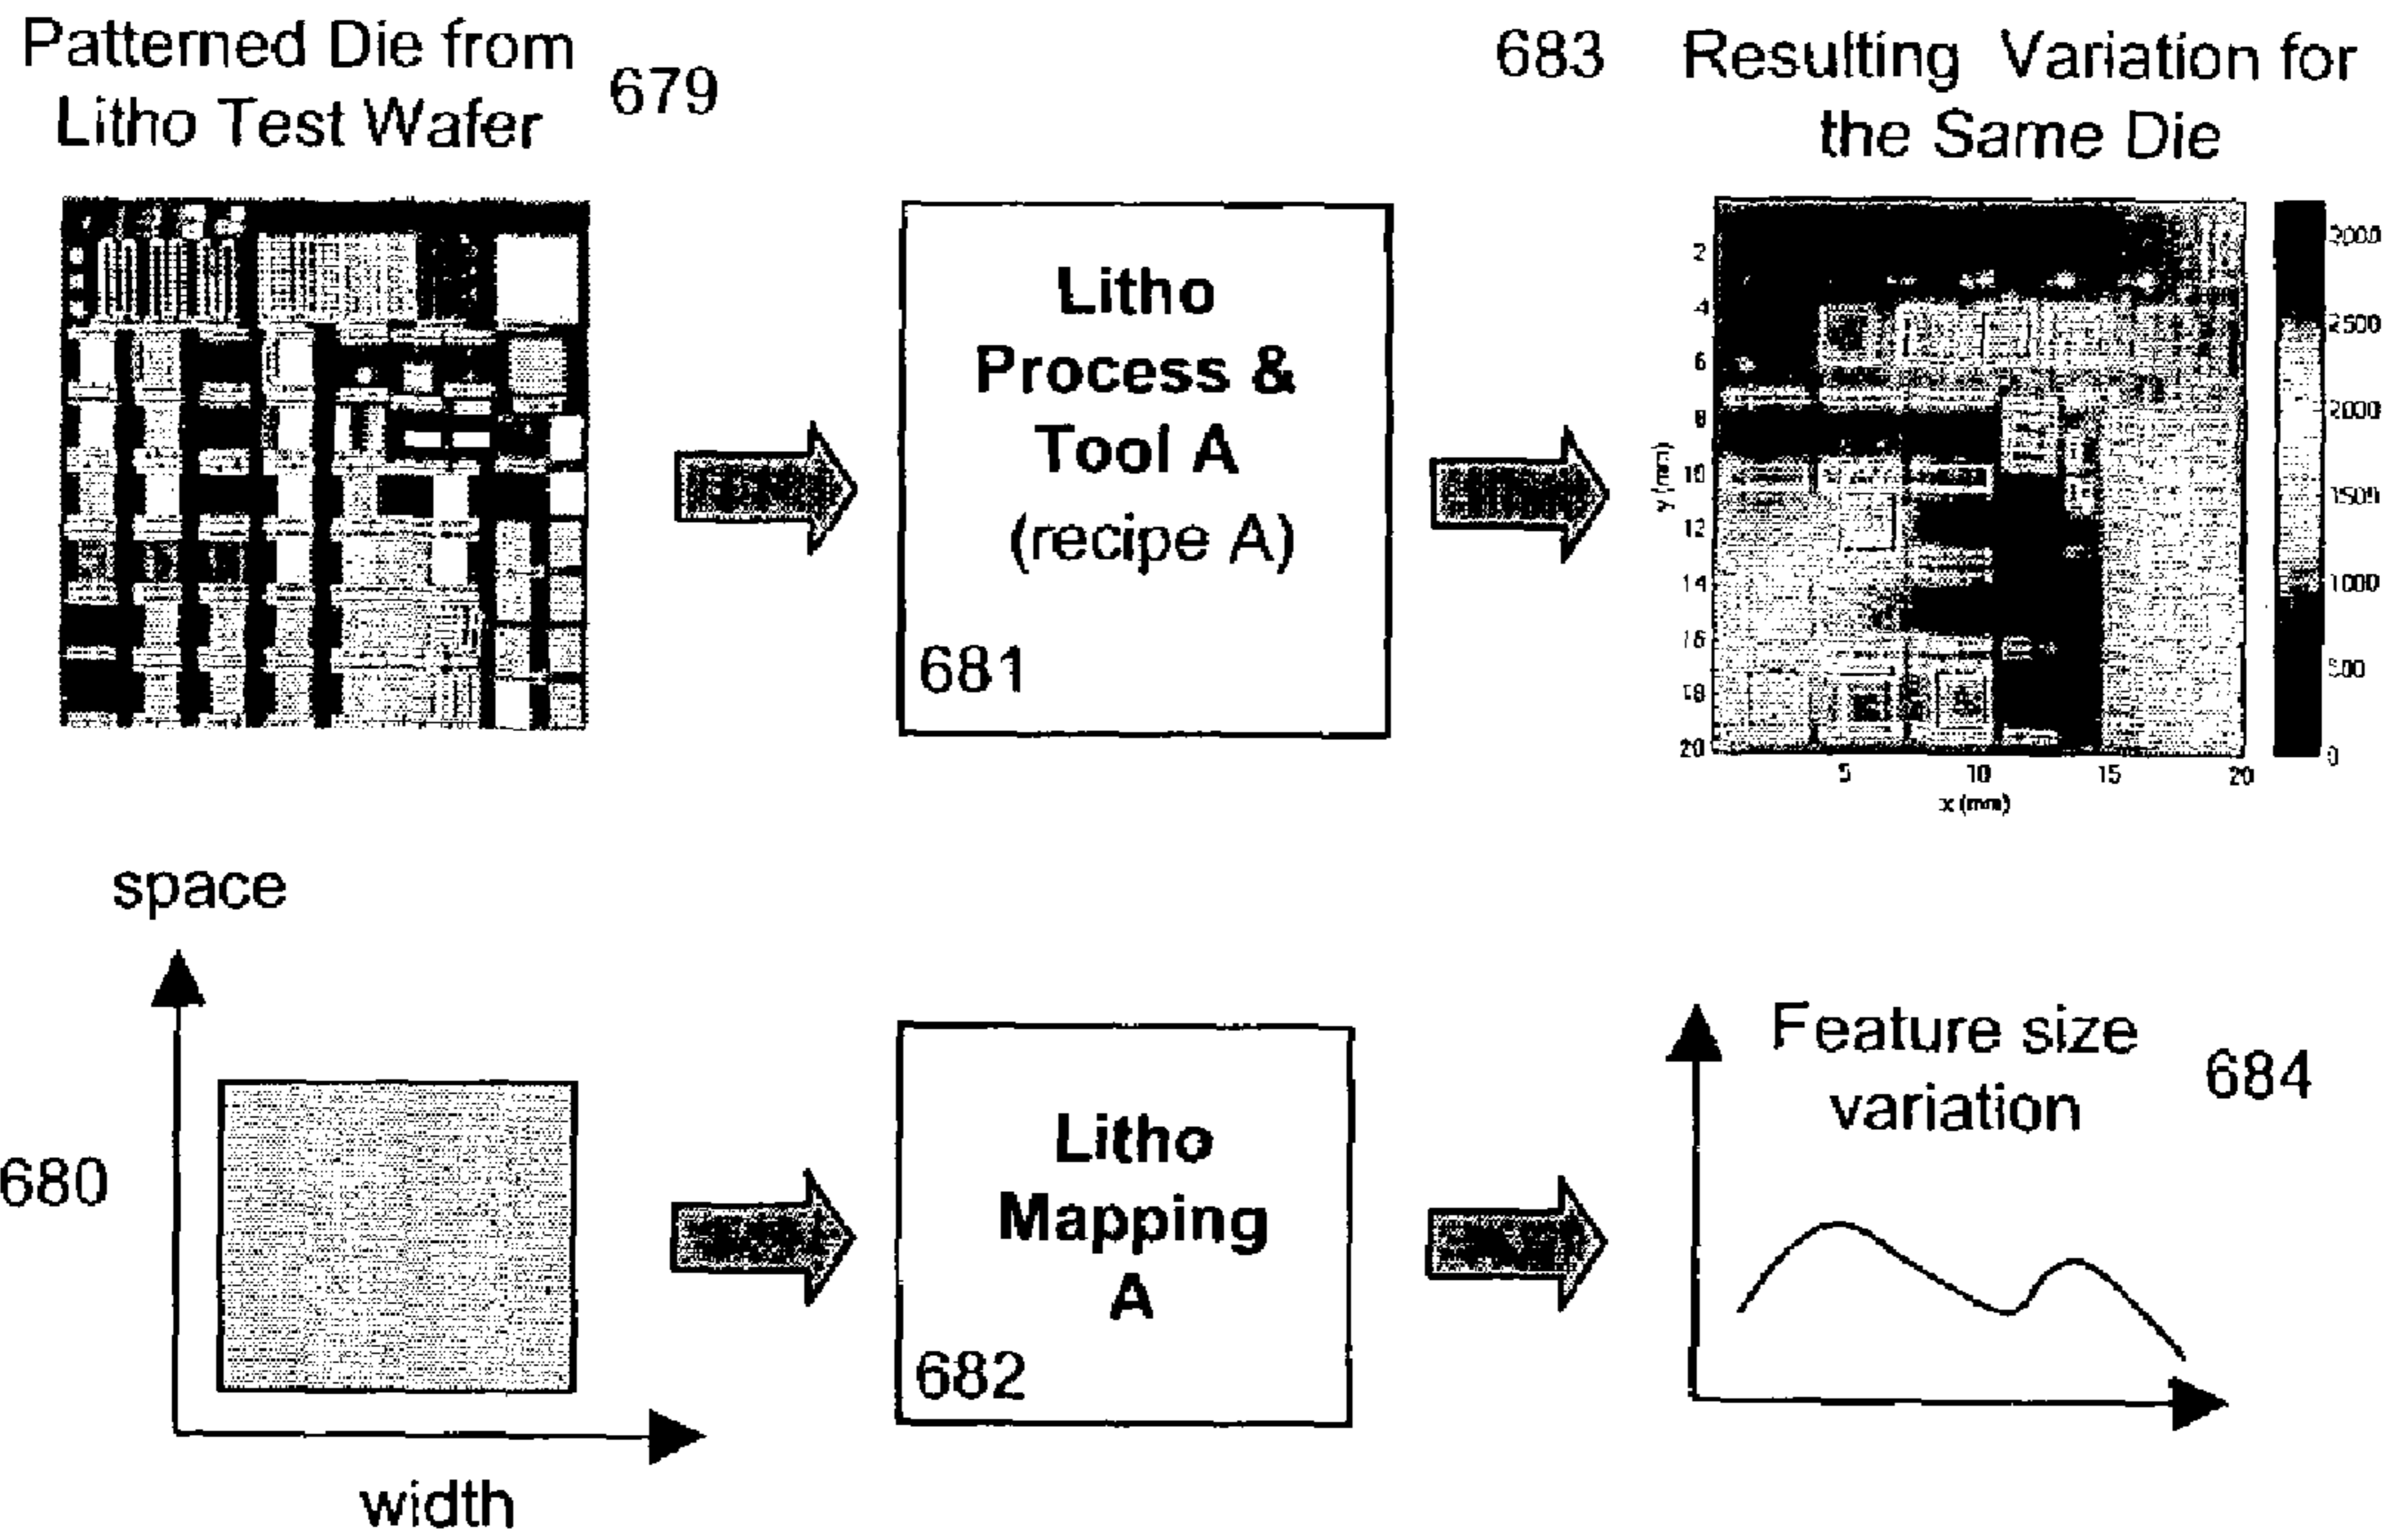 Patterned Die from
Litho Test Wafer
679
683
Resulting Variation for
the Same Die
Litho
Process &
Tool A
(recipe A)
681
2
4
6
8
10
12
14
16
18
20
y (mm)
5
10
15
20
x (mm)
3000
2500
2000
1500
1000
500
0
space
680
width
Litho
Mapping
A
682
Feature size
variation
684